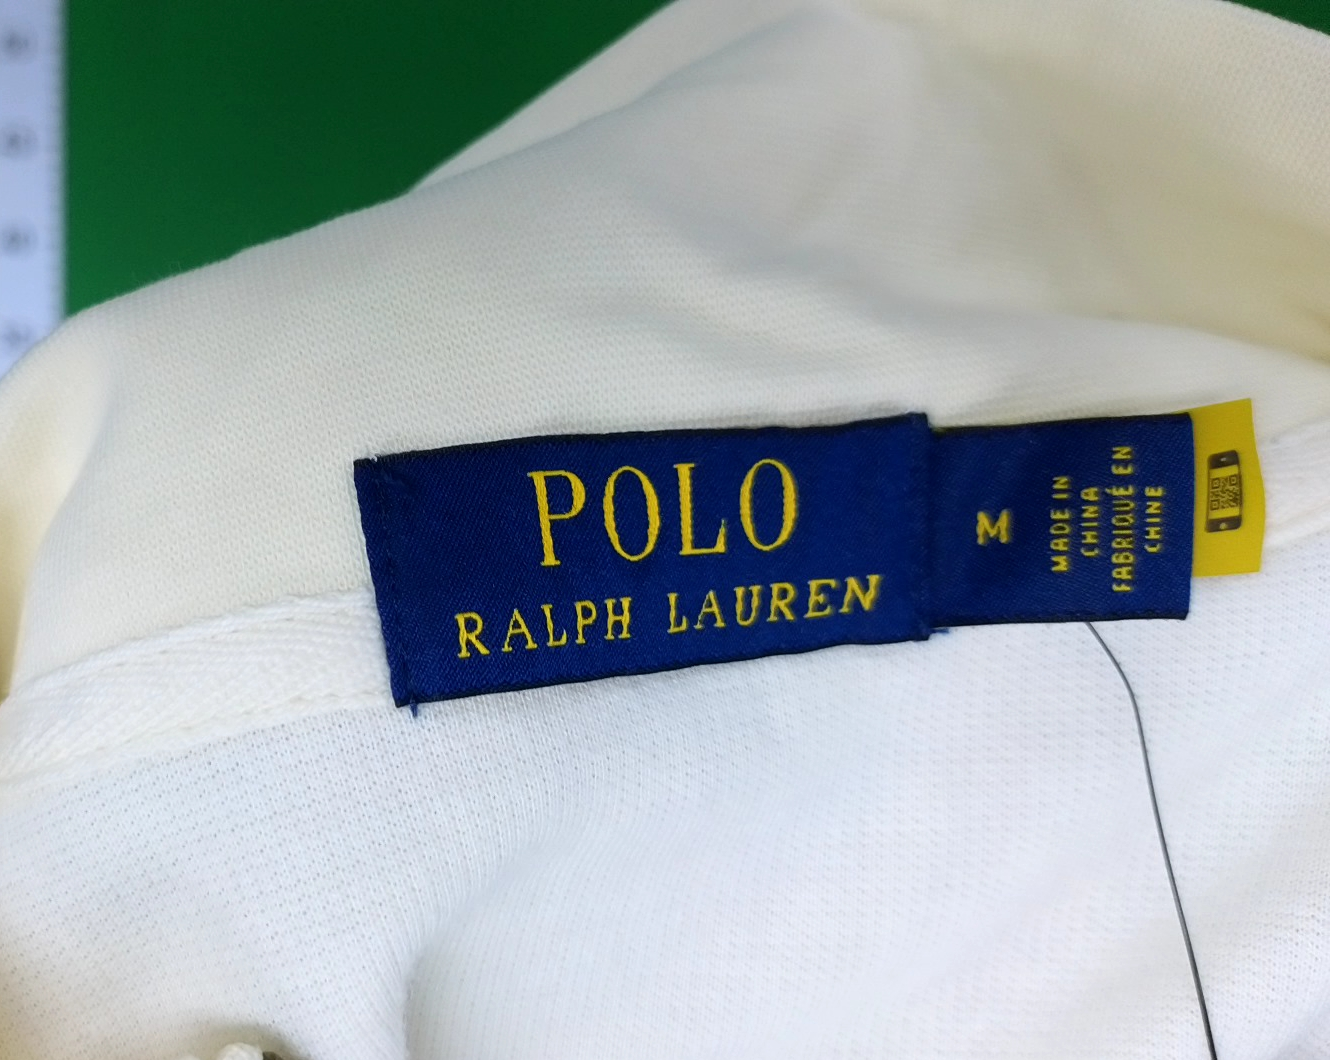 POLO
RALPH LAUREN
M
MADE IN
CHINA
FABRIQUÉ EN
CHINE